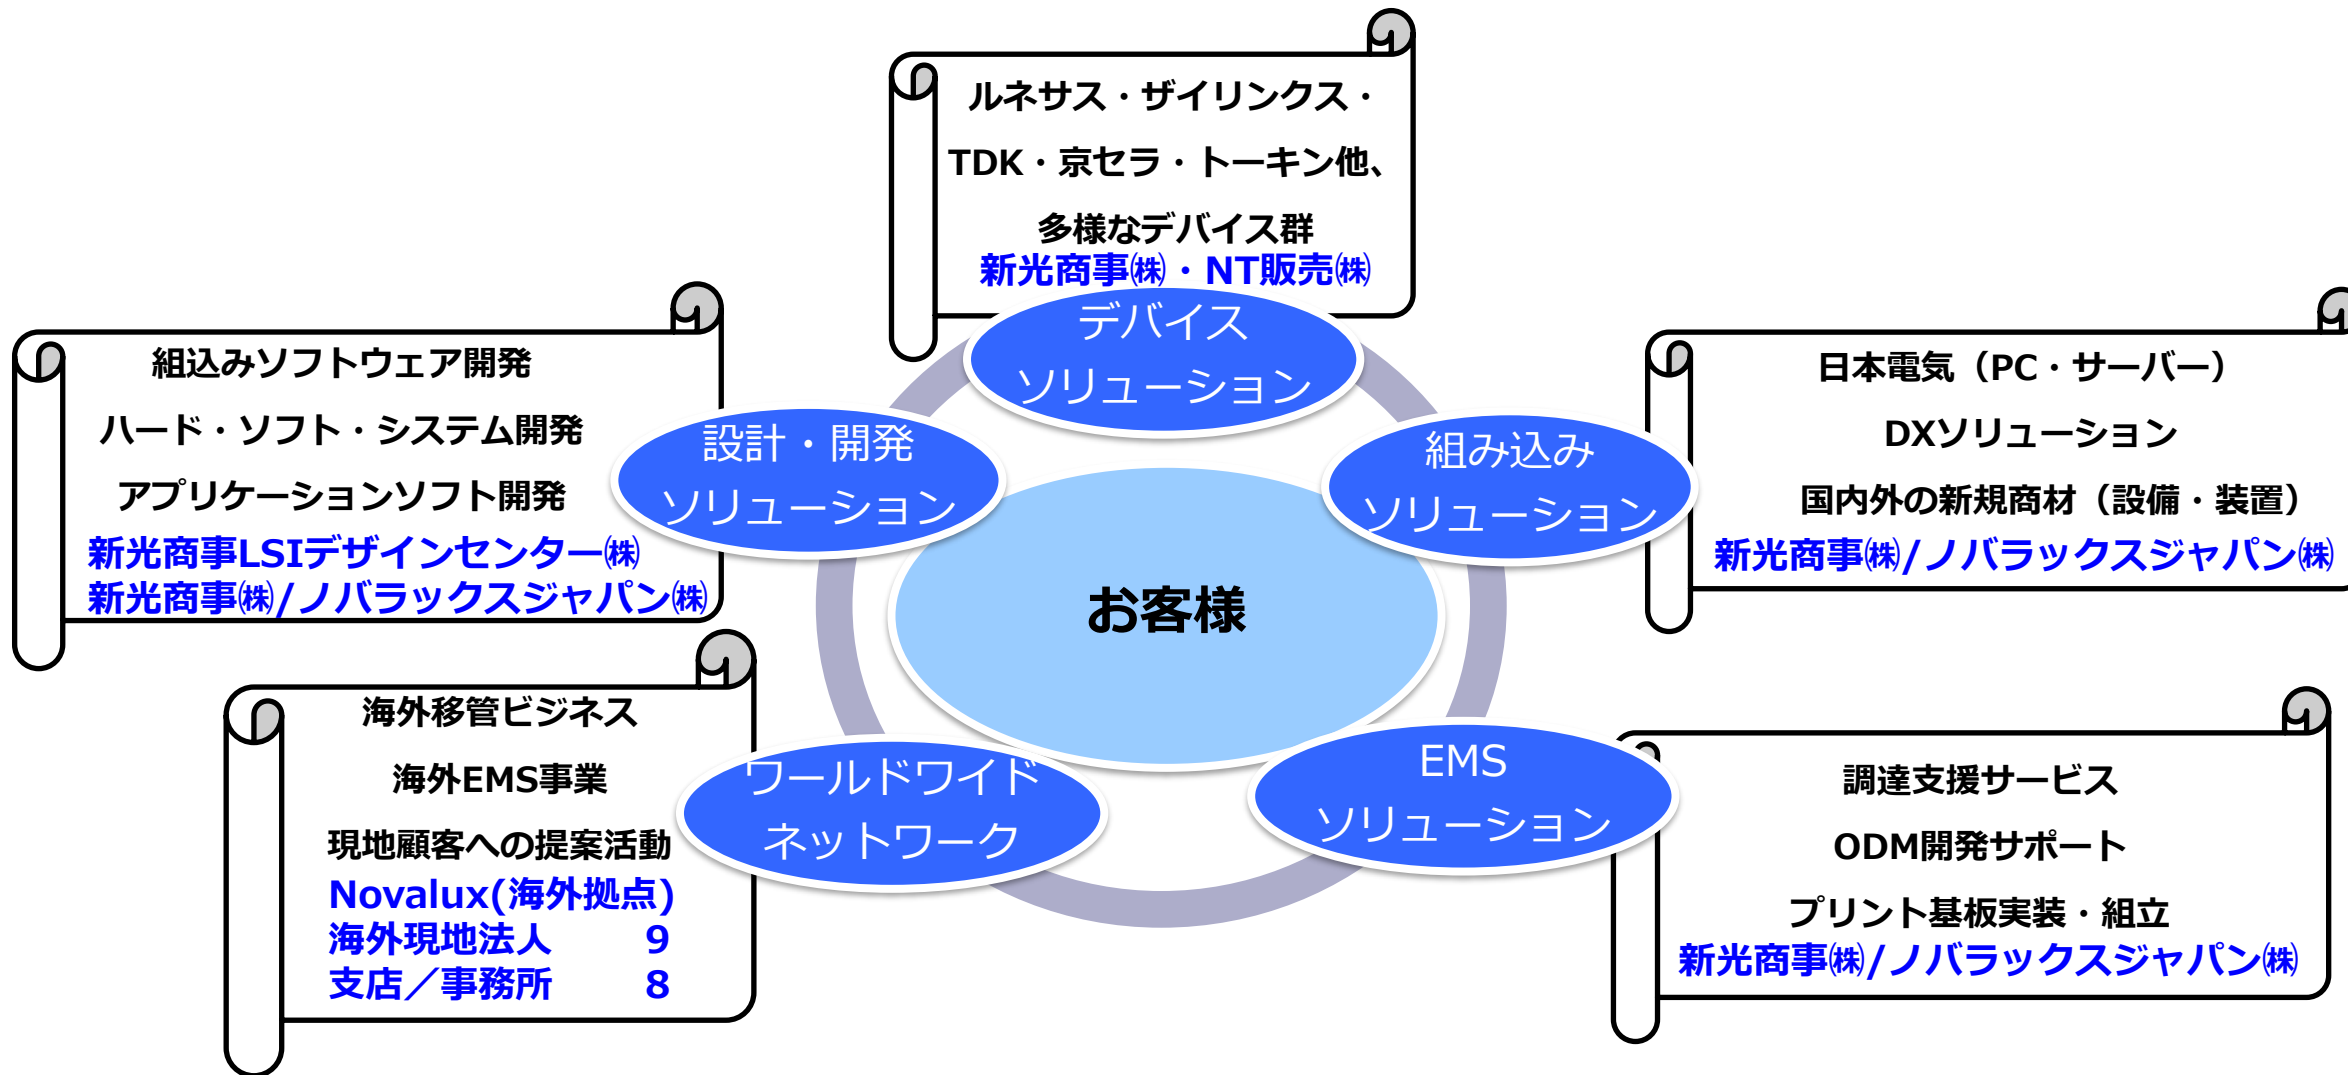 ルネサス・ザイリンクス・
TDK・京セラ・トーキン他、
多様なデバイス群
新光商事㈱・NT販売㈱
デバイス
ソリューション
組込みソフトウェア開発
ハード・ソフト・システム開発
アプリケーションソフト開発
新光商事LSIデザインセンター㈱
新光商事㈱/ノバラックスジャパン㈱
設計・開発
ソリューション
組み込み
ソリューション
日本電気（PC・サーバー）
DXソリューション
国内外の新規商材（設備・装置）
新光商事㈱/ノバラックスジャパン㈱
お客様
海外移管ビジネス
海外EMS事業
現地顧客への提案活動
Novalux(海外拠点)
海外現地法人　　9
支店／事務所　　8
ワールドワイド
ネットワーク
EMS
ソリューション
調達支援サービス
ODM開発サポート
プリント基板実装・組立
新光商事㈱/ノバラックスジャパン㈱